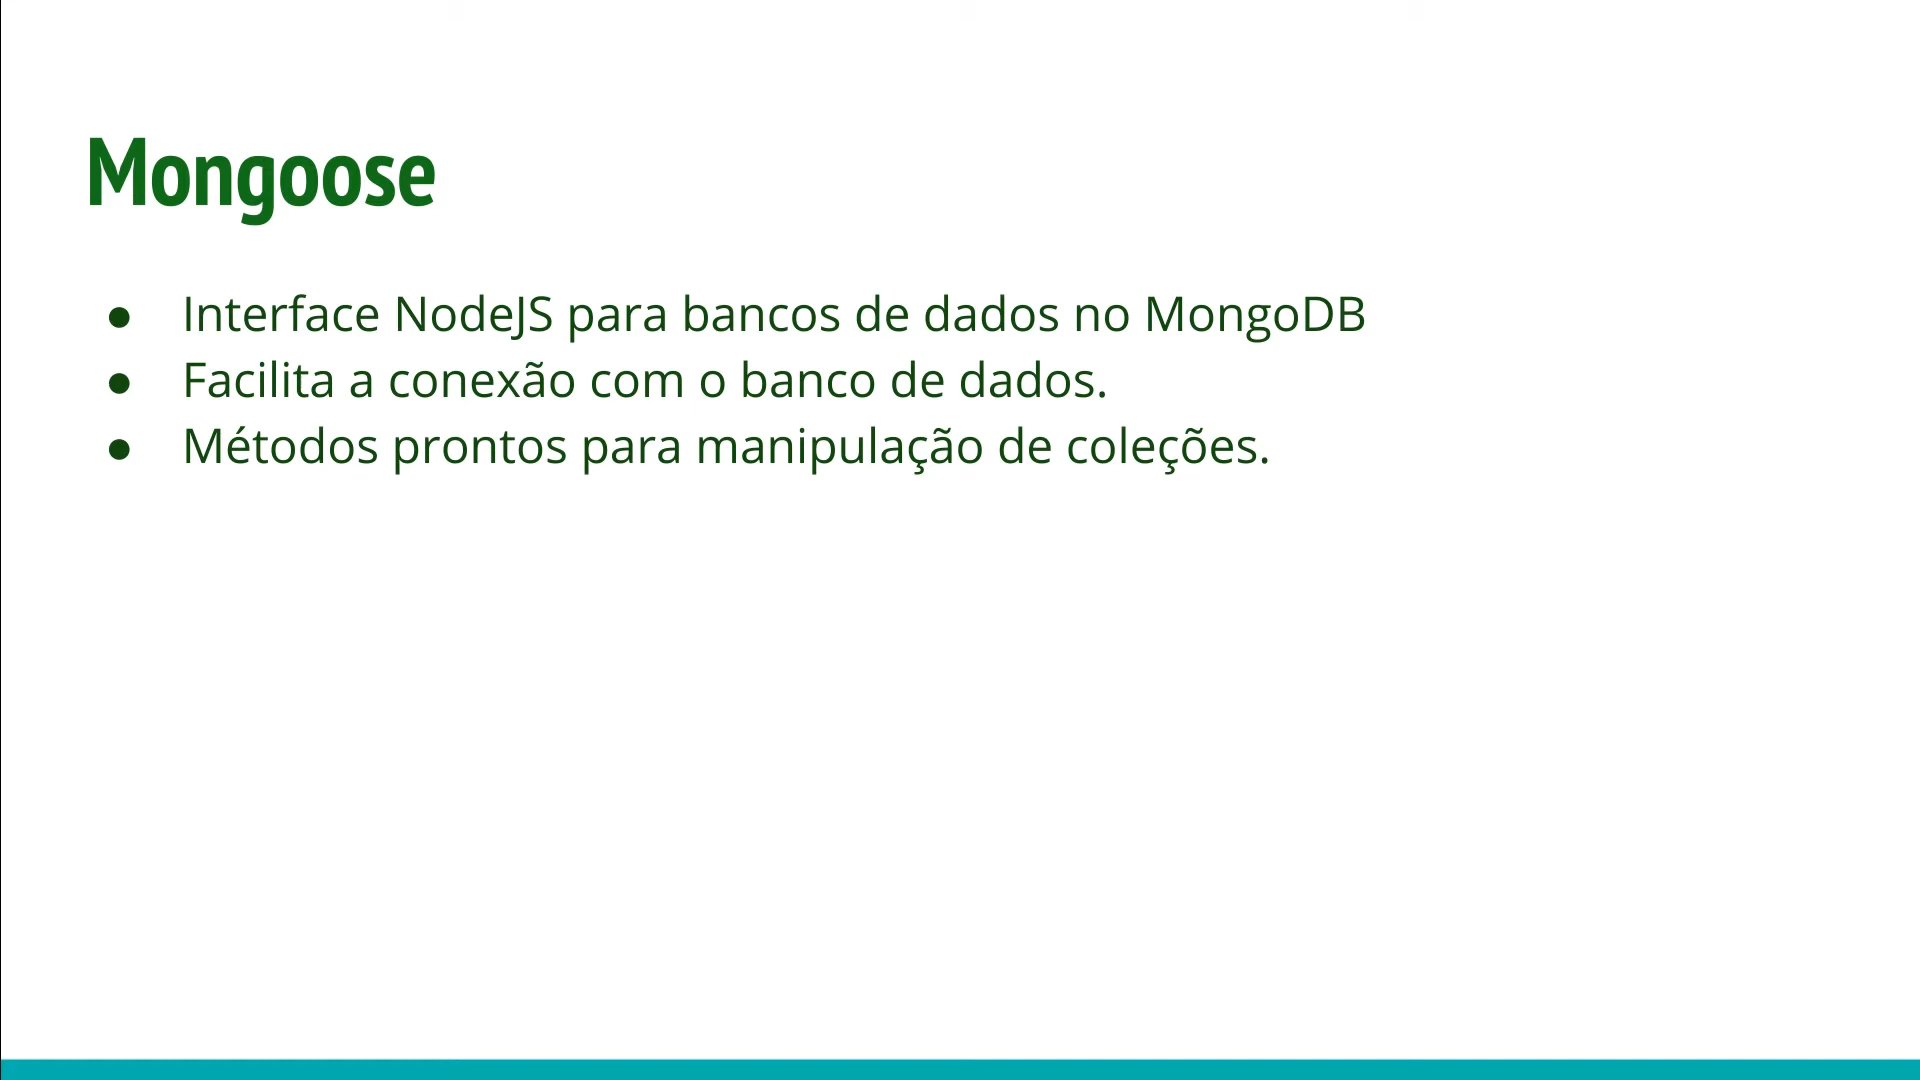 Mongoose
● Interface NodeJS para bancos de dados no MongoDB
● Facilita a conexão com o banco de dados.
● Métodos prontos para manipulação de coleções.